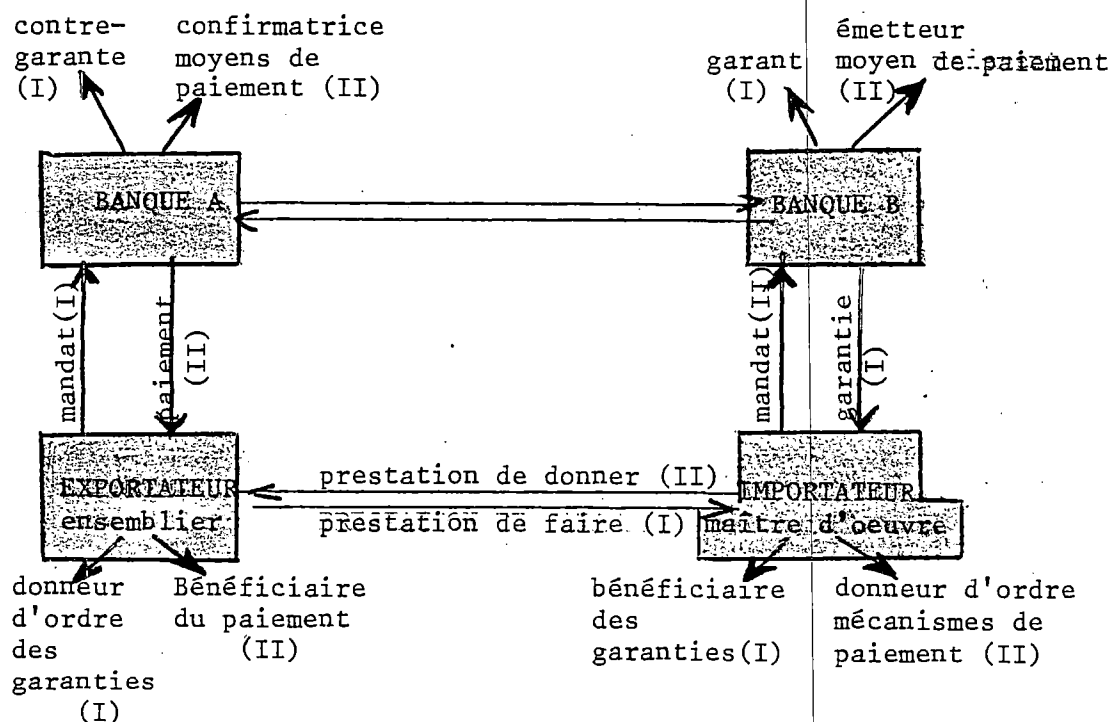 contre-
garante
(I)
confirmatrice
moyens de
paiement (II)
garant
(I)
émetteur
moyen de paiement
(II)
BANQUE A
BANQUE B
mandat(I)
paiement
(II)
mandat(II)
garantie
(I)
EXPORTATEUR
ensemblier
prestation de donner (II)
prestation de faire (I)
IMPORTATEUR
maître d'oeuvre
donneur
d'ordre
des
garanties
(I)
Bénéficiaire
du paiement
(II)
bénéficiaire
des
garanties(I)
donneur d'ordre
mécanismes de
paiement (II)